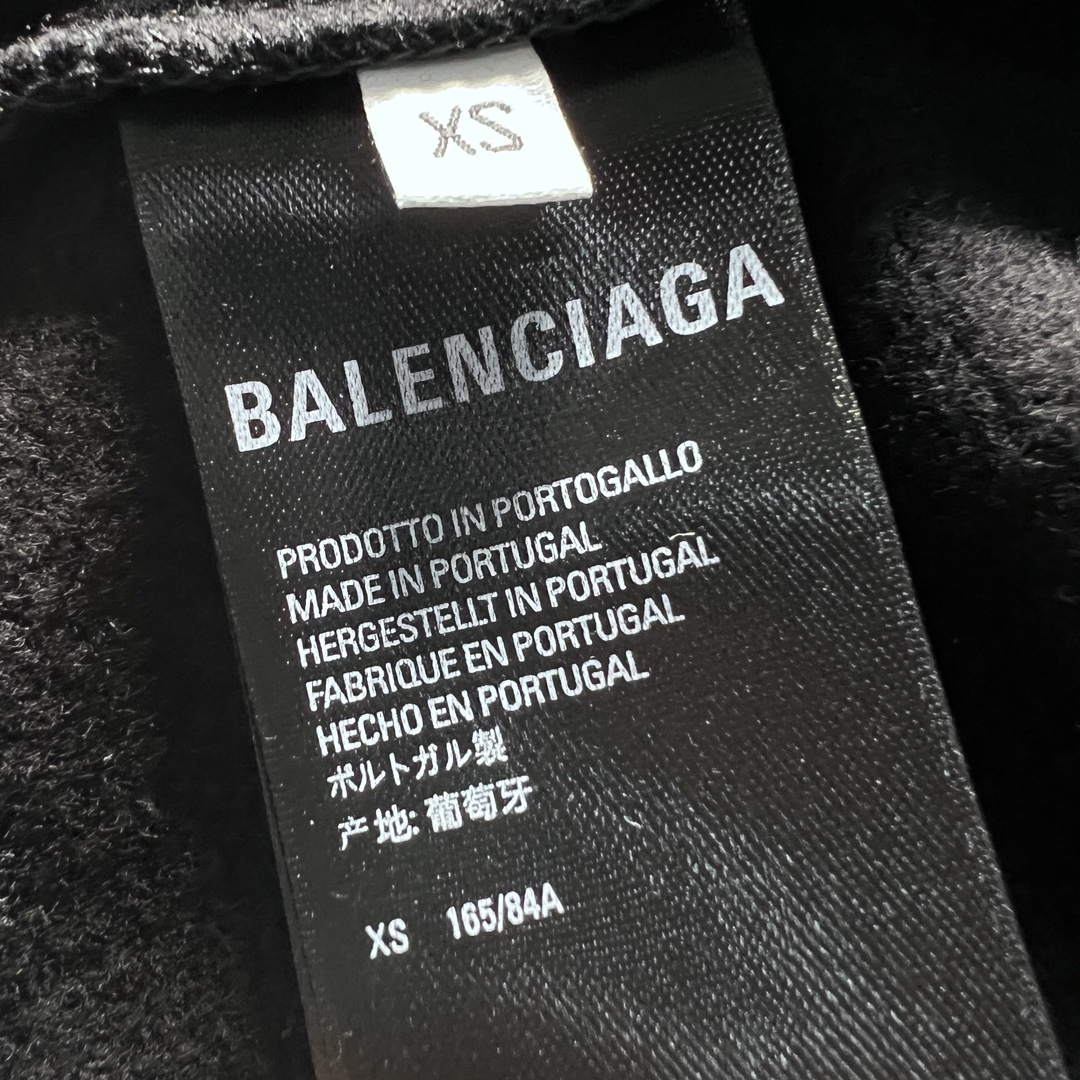 XS
BALENCIAGA
PRODOTTO IN PORTOGALLO
MADE IN PORTUGAL
HERGESTELLT IN PORTUGAL
FABRIQUE EN PORTUGAL
HECHO EN PORTUGAL
ポルトガル製
产地: 葡萄牙
XS 165/84A